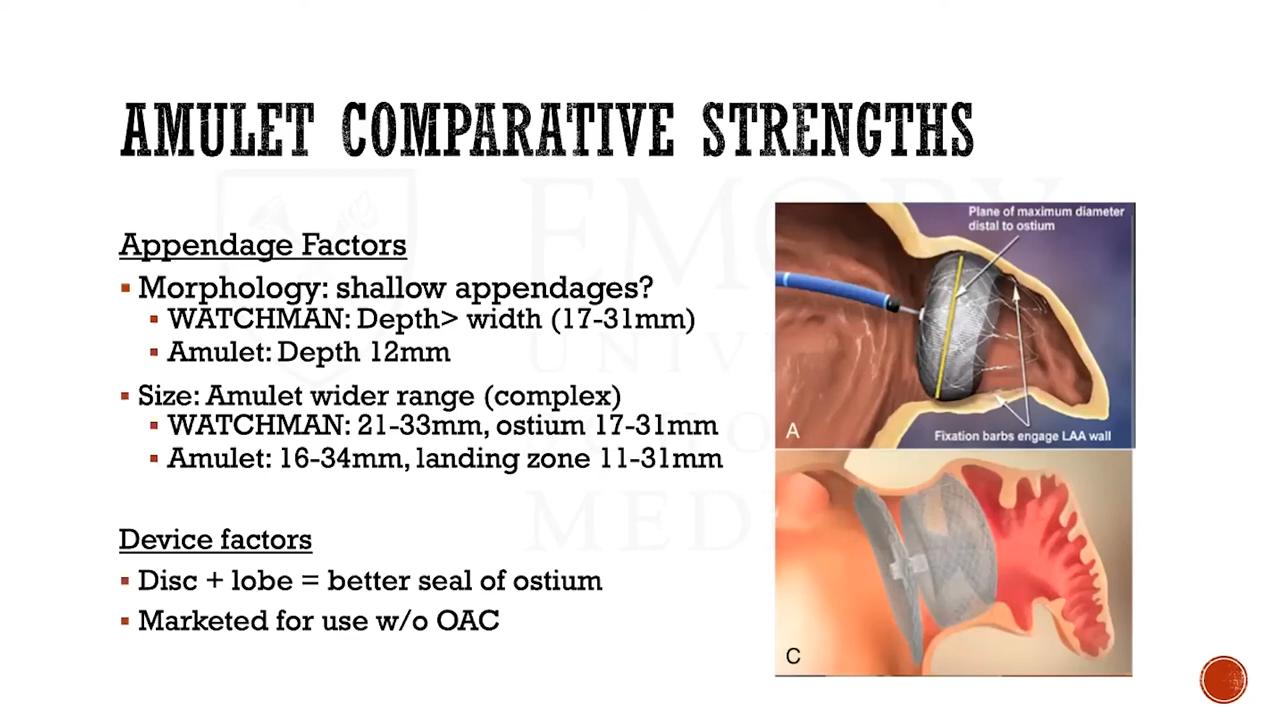 AMULET COMPARATIVE STRENGTHS
Appendage Factors
Morphology: shallow appendages?
WATCHMAN: Depth> width (17-31mm)
Amulet: Depth 12mm
Size: Amulet wider range (complex)
WATCHMAN: 21-33mm, ostium 17-31mm
Amulet: 16-34mm, landing zone 11-31mm
Device factors
Disc + lobe = better seal of ostium
Marketed for use w/o OAC
Plane of maximum diameter
distal to ostium
A
Fixation barbs engage LAA wall
C